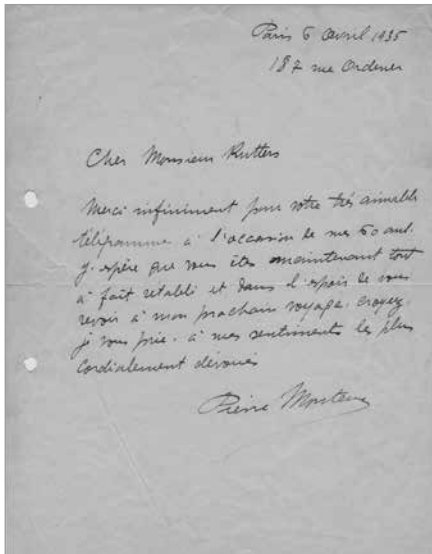 Paris 6 avril 1935
187 rue Ordener
Cher Monsieur Rutters
Merci infiniment pour votre très aimable
télégramme à l'occasion de mes 60 ans.
J'espère que vous êtes maintenant tout
à fait rétabli et dans l'espoir de vous
revoir à mon prochain voyage, croyez,
je vous prie, à mes sentiments les plus
cordialement dévoués
Pierre Monteux